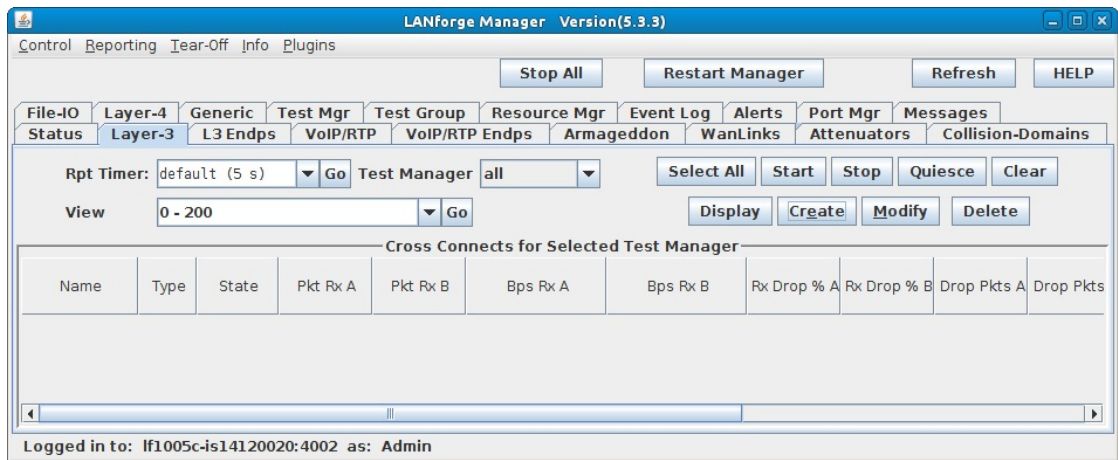 LANforge Manager Version(5.3.3)
Control Reporting Tear-Off Info Plugins
Stop All Restart Manager Refresh HELP
File-IO Layer-4 Generic Test Mgr Test Group Resource Mgr Event Log Alerts Port Mgr Messages
Status Layer-3 L3 Endps VoIP/RTP VoIP/RTP Endps Armageddon WanLinks Attenuators Collision-Domains
Rpt Timer: default (5 s) Go Test Manager all Select All Start Stop Quiesce Clear
View 0 - 200 Go Display Create Modify Delete
Cross Connects for Selected Test Manager
Name Type State Pkt Rx A Pkt Rx B Bps Rx A Bps Rx B Rx Drop % A Rx Drop % B Drop Pkts A Drop Pkts
Logged in to: lf1005c-is14120020:4002 as: Admin